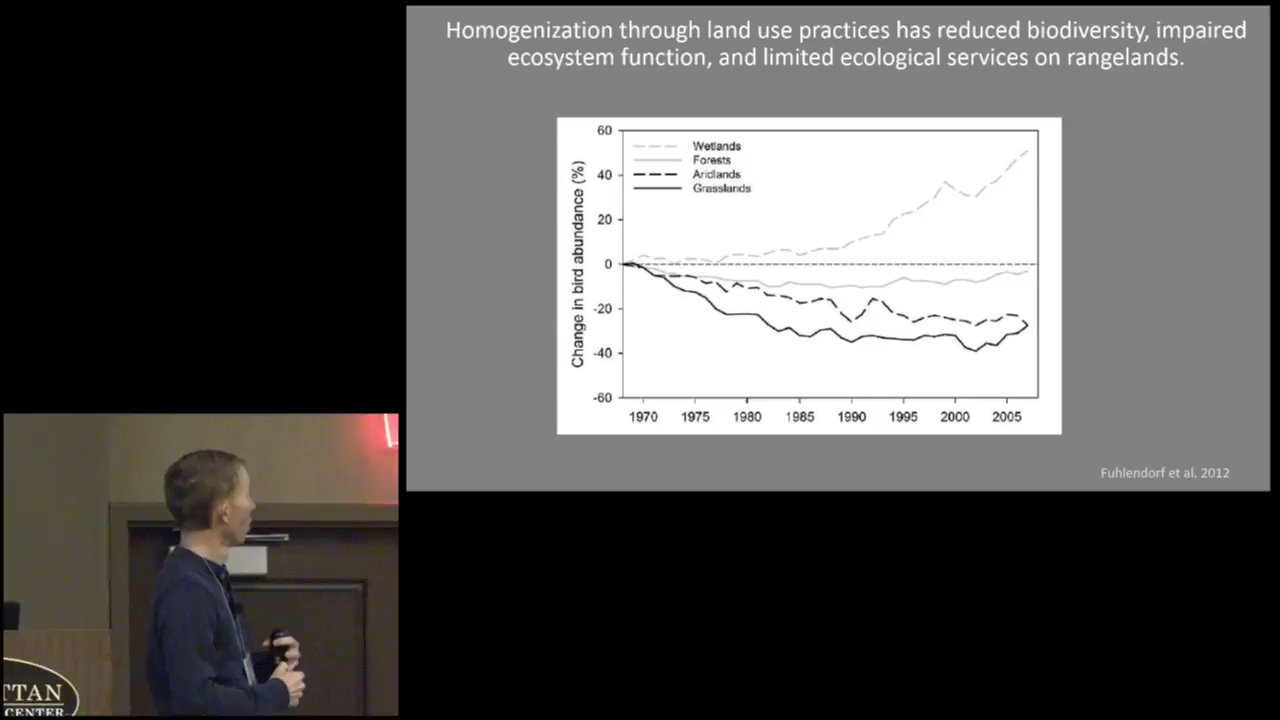 Homogenization through land use practices has reduced biodiversity, impaired
ecosystem function, and limited ecological services on rangelands.
Change in bird abundance (%)
60
40
20
0
-20
-40
-60
Wetlands
Forests
Aridlands
Grasslands
1970 1975 1980 1985 1990 1995 2000 2005
Fuhlendorf et al. 2012
TTAN
CENTER